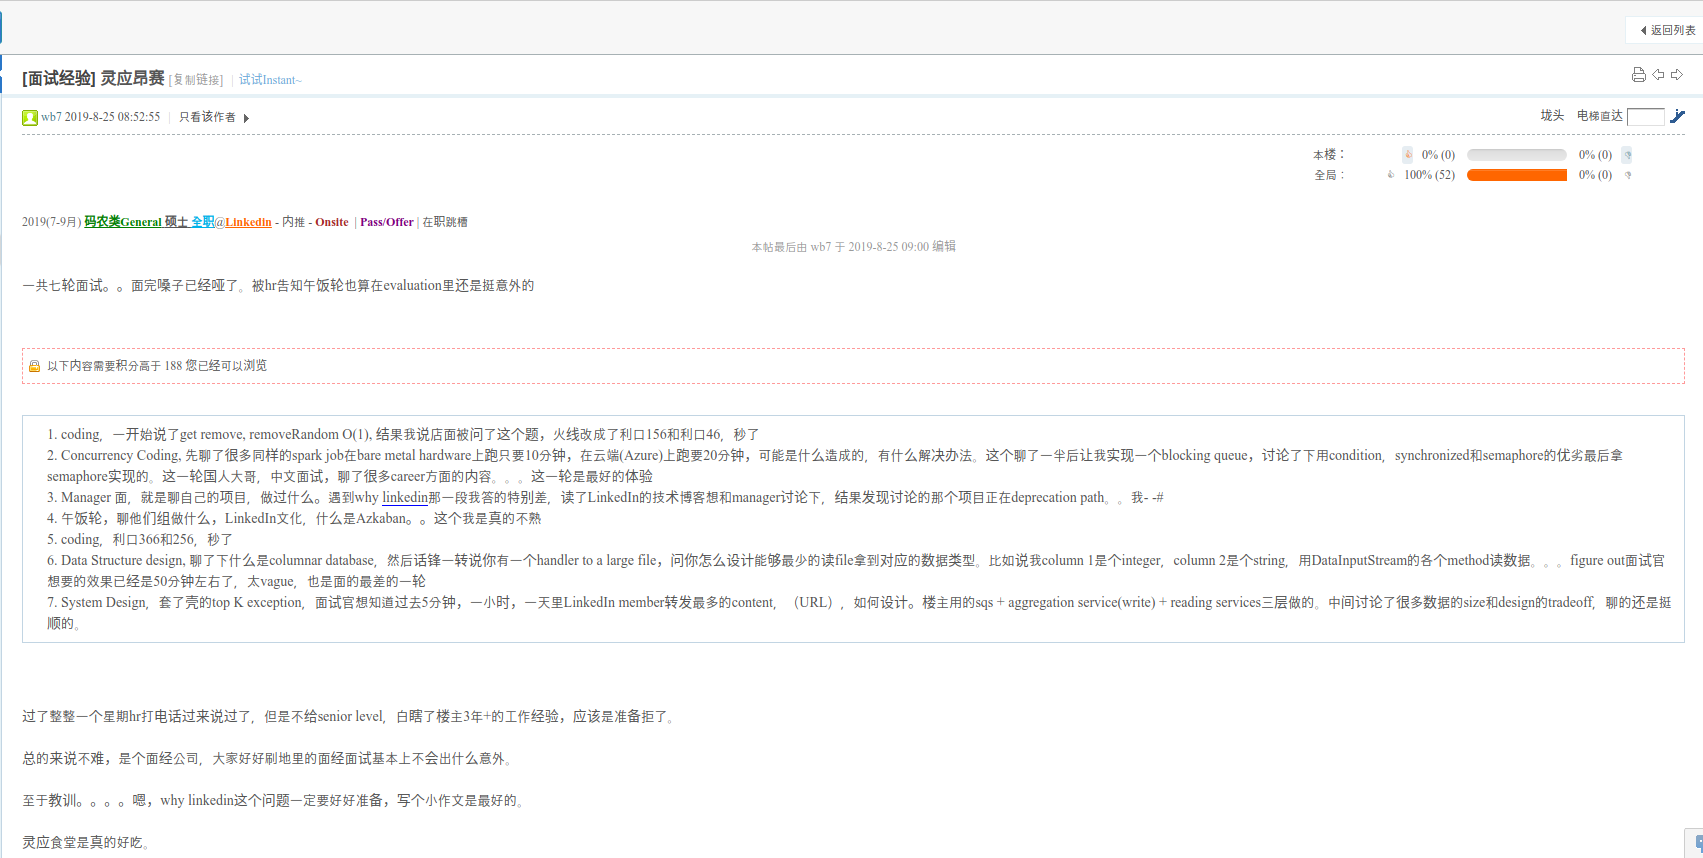 返回列表
[面试经验] 灵应昂赛 [复制链接] | 试试Instant~
wb7 2019-8-25 08:52:55 | 只看该作者
垅头 电梯直达
本楼： 0% (0) 0% (0)
全局： 100% (52) 0% (0)
2019(7-9月) 码农类General 硕士 全职@Linkedin - 内推 - Onsite | Pass/Offer | 在职跳槽
本帖最后由 wb7 于 2019-8-25 09:00 编辑
一共七轮面试。。面完嗓子已经哑了。被hr告知午饭轮也算在evaluation里还是挺意外的
以下内容需要积分高于 188 您已经可以浏览
1. coding，一开始说了get remove, removeRandom O(1), 结果我说店面被问了这个题，火线改成了利口156和利口46，秒了
2. Concurrency Coding, 先聊了很多同样的spark job在bare metal hardware上跑只要10分钟，在云端(Azure)上跑要20分钟，可能是什么造成的，有什么解决办法。这个聊了一半后让我实现一个blocking queue，讨论了下用condition，synchronized和semaphore的优劣最后拿
semaphore实现的。这一轮国人大哥，中文面试，聊了很多career方面的内容。。。这一轮是最好的体验
3. Manager 面，就是聊自己的项目，做过什么。遇到why linkedin那一段我答的特别差，读了LinkedIn的技术博客想和manager讨论下，结果发现讨论的那个项目正在deprecation path。。我- -#
4. 午饭轮，聊他们组做什么，LinkedIn文化，什么是Azkaban。。这个我是真的不熟
5. coding，利口366和256，秒了
6. Data Structure design, 聊了下什么是columnar database，然后话锋一转说你有一个handler to a large file，问你怎么设计能够最少的读file拿到对应的数据类型。比如说我column 1是个integer，column 2是个string，用DataInputStream的各个method读数据。。。figure out面试官
想要的效果已经是50分钟左右了，太vague，也是面的最差的一轮
7. System Design，套了壳的top K exception，面试官想知道过去5分钟，一小时，一天里LinkedIn member转发最多的content，（URL），如何设计。楼主用的sqs + aggregation service(write) + reading services三层做的。中间讨论了很多数据的size和design的tradeoff，聊的还是挺
顺的。
过了整整一个星期hr打电话过来说过了，但是不给senior level，白瞎了楼主3年+的工作经验，应该是准备拒了。
总的来说不难，是个面经公司，大家好好刷地里的面经面试基本上不会出什么意外。
至于教训。。。。嗯，why linkedin这个问题一定要好好准备，写个小作文是最好的。
灵应食堂是真的好吃。